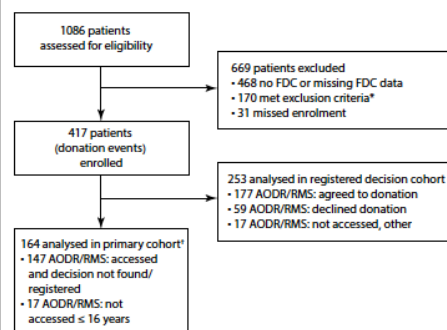 1086 patients
assessed for eligibility
669 patients excluded
• 468 no FDC or missing FDC data
• 170 met exclusion criteria*
• 31 missed enrolment
417 patients
(donation events)
enrolled
253 analysed in registered decision cohort
• 177 AODR/RMS: agreed to donation
• 59 AODR/RMS: declined donation
• 17 AODR/RMS: not accessed, other
164 analysed in primary cohort†
• 147 AODR/RMS: accessed
and decision not found/
registered
• 17 AODR/RMS: not
accessed ≤ 16 years